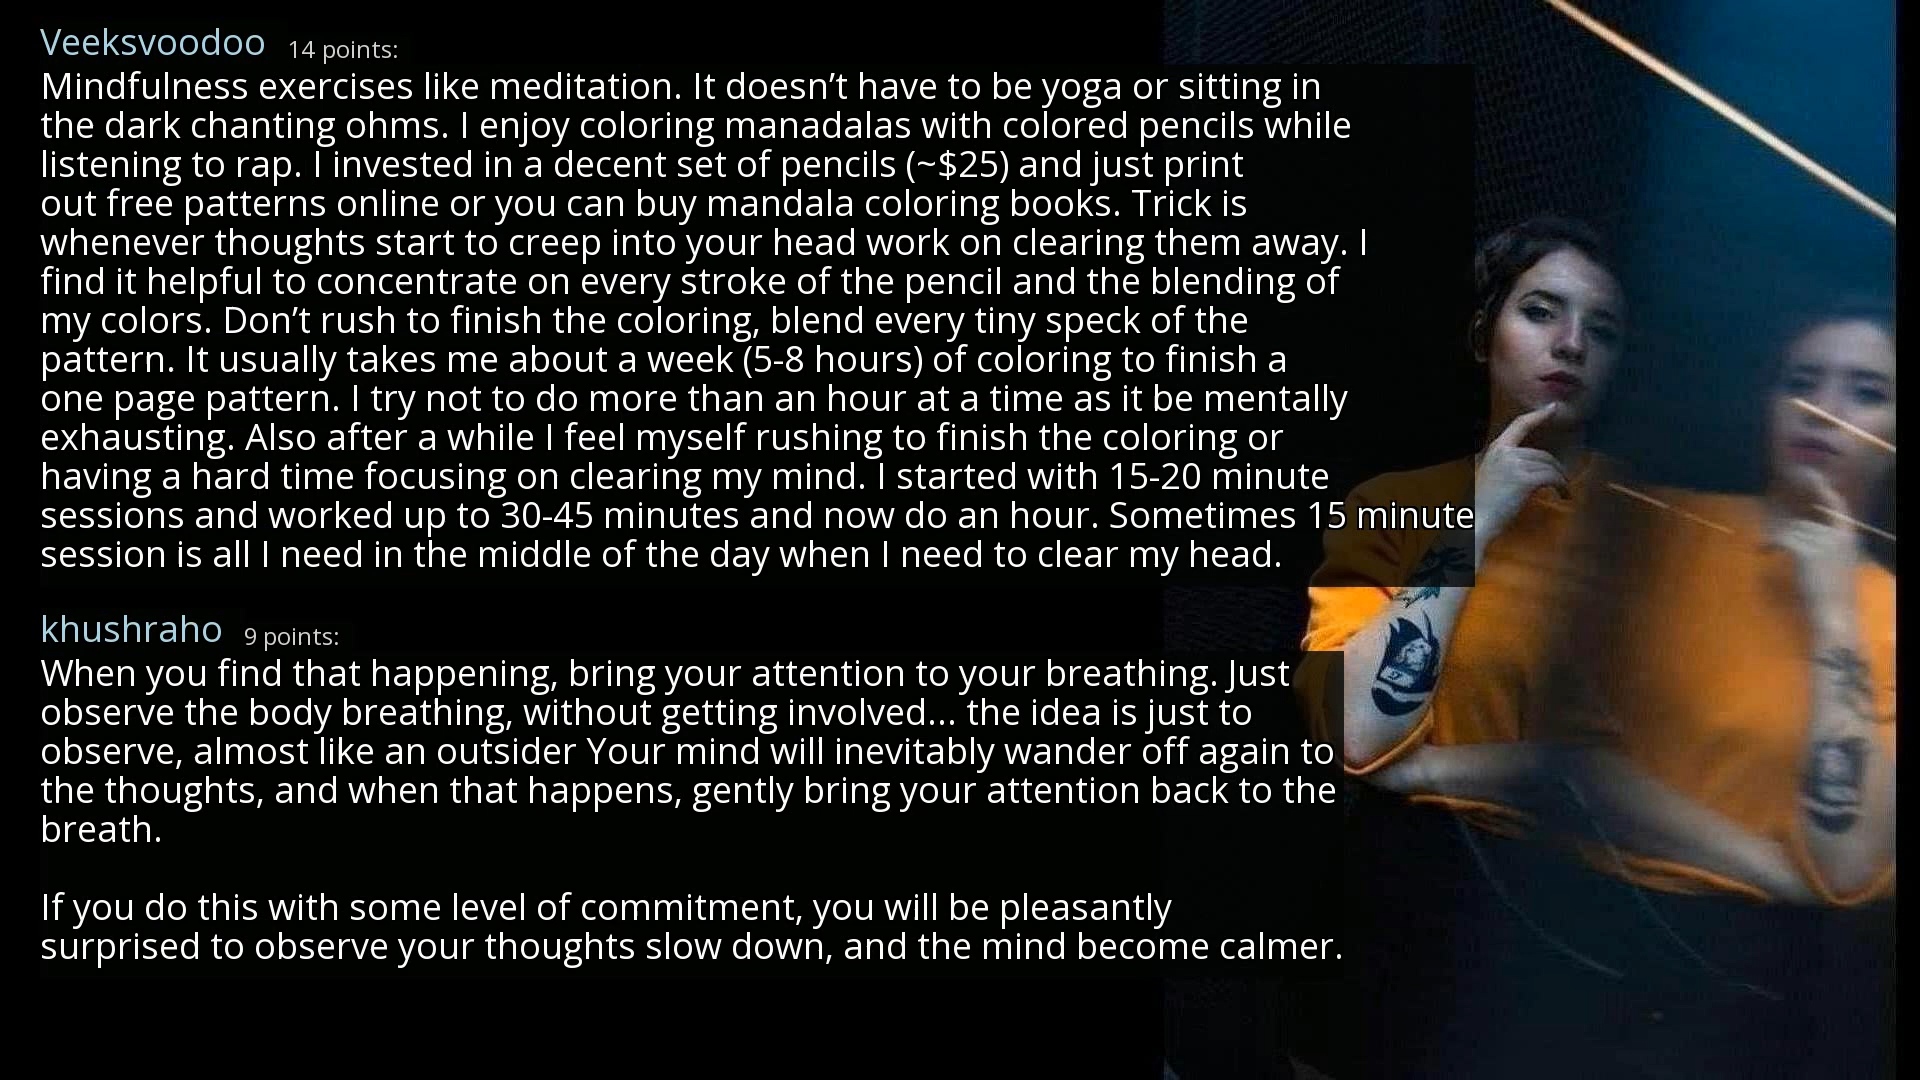 Veeksvoodoo 14 points:
Mindfulness exercises like meditation. It doesn’t have to be yoga or sitting in
the dark chanting ohms. I enjoy coloring manadalas with colored pencils while
listening to rap. I invested in a decent set of pencils (~$25) and just print
out free patterns online or you can buy mandala coloring books. Trick is
whenever thoughts start to creep into your head work on clearing them away. I
find it helpful to concentrate on every stroke of the pencil and the blending of
my colors. Don’t rush to finish the coloring, blend every tiny speck of the
pattern. It usually takes me about a week (5-8 hours) of coloring to finish a
one page pattern. I try not to do more than an hour at a time as it be mentally
exhausting. Also after a while I feel myself rushing to finish the coloring or
having a hard time focusing on clearing my mind. I started with 15-20 minute
sessions and worked up to 30-45 minutes and now do an hour. Sometimes 15 minute
session is all I need in the middle of the day when I need to clear my head.
khushraho 9 points:
When you find that happening, bring your attention to your breathing. Just
observe the body breathing, without getting involved... the idea is just to
observe, almost like an outsider Your mind will inevitably wander off again to
the thoughts, and when that happens, gently bring your attention back to the
breath.
If you do this with some level of commitment, you will be pleasantly
surprised to observe your thoughts slow down, and the mind become calmer.